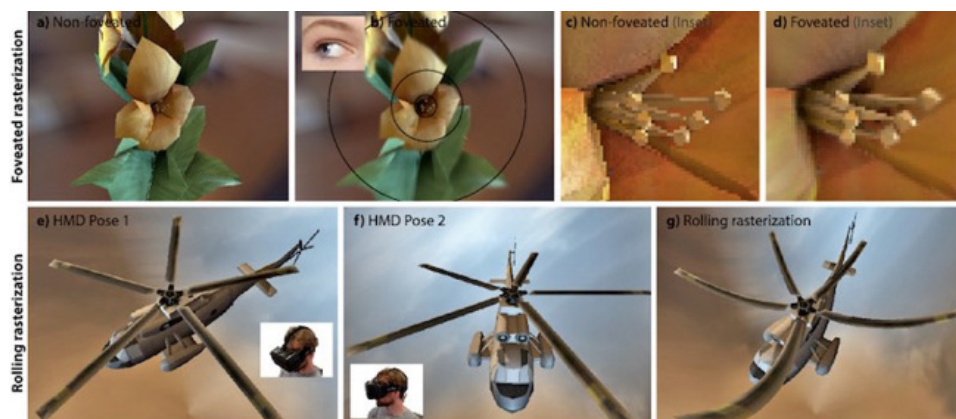 Foveated rasterization
a) Non-foveated
b) Foveated
c) Non-foveated (Inset)
d) Foveated (Inset)
Rolling rasterization
e) HMD Pose 1
f) HMD Pose 2
g) Rolling rasterization